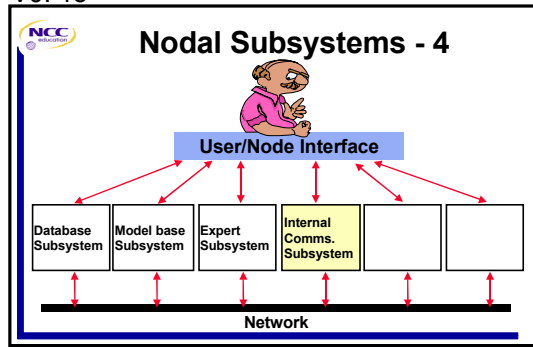 NCC
education
Nodal Subsystems - 4
User/Node Interface
Database
Subsystem
Model base
Subsystem
Expert
Subsystem
Internal
Comms.
Subsystem
Network